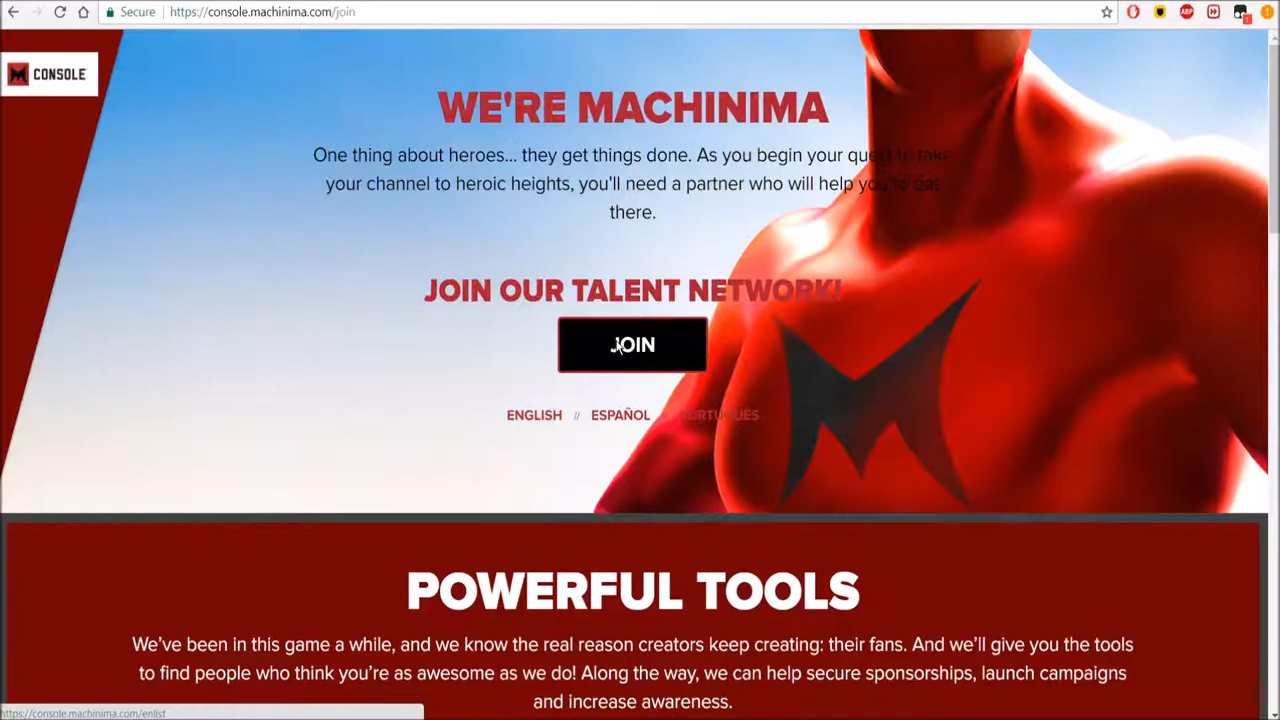 Secure https://console.machinima.com/join
ABP
1
M CONSOLE
WE'RE MACHINIMA
One thing about heroes... they get things done. As you begin your quest to take
your channel to heroic heights, you'll need a partner who will help you to get
there.
JOIN OUR TALENT NETWORK!
JOIN
ENGLISH // ESPAÑOL // PORTUGUÊS
M
POWERFUL TOOLS
We've been in this game a while, and we know the real reason creators keep creating: their fans. And we'll give you the tools
to find people who think you're as awesome as we do! Along the way, we can help secure sponsorships, launch campaigns
and increase awareness.
https://console.machinima.com/enlist